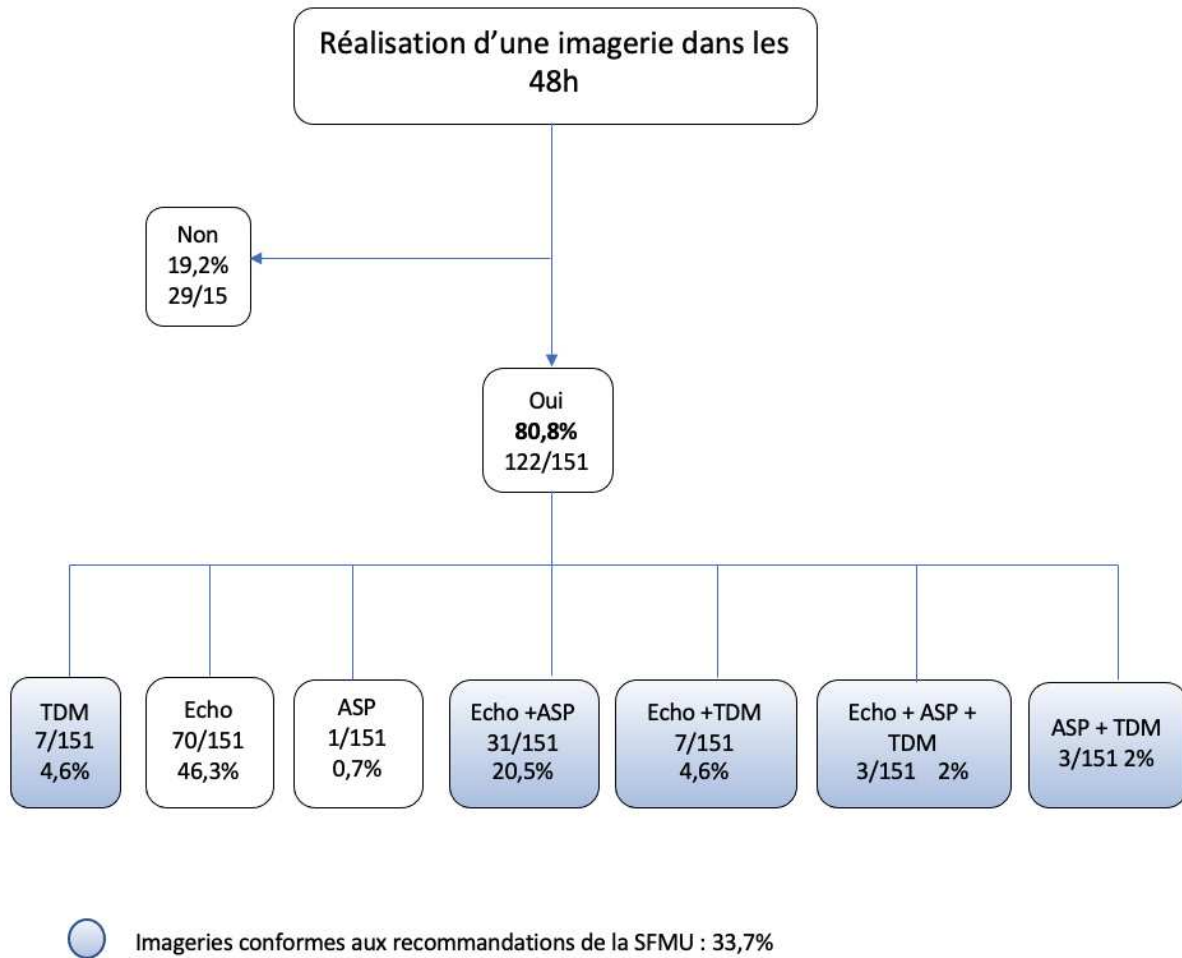 Réalisation d’une imagerie dans les
48h
Non
19,2%
29/15
Oui
80,8%
122/151
TDM
7/151
4,6%
Echo
70/151
46,3%
ASP
1/151
0,7%
Echo +ASP
31/151
20,5%
Echo +TDM
7/151
4,6%
Echo + ASP +
TDM
3/151 2%
ASP + TDM
3/151 2%
Imageries conformes aux recommandations de la SFMU : 33,7%